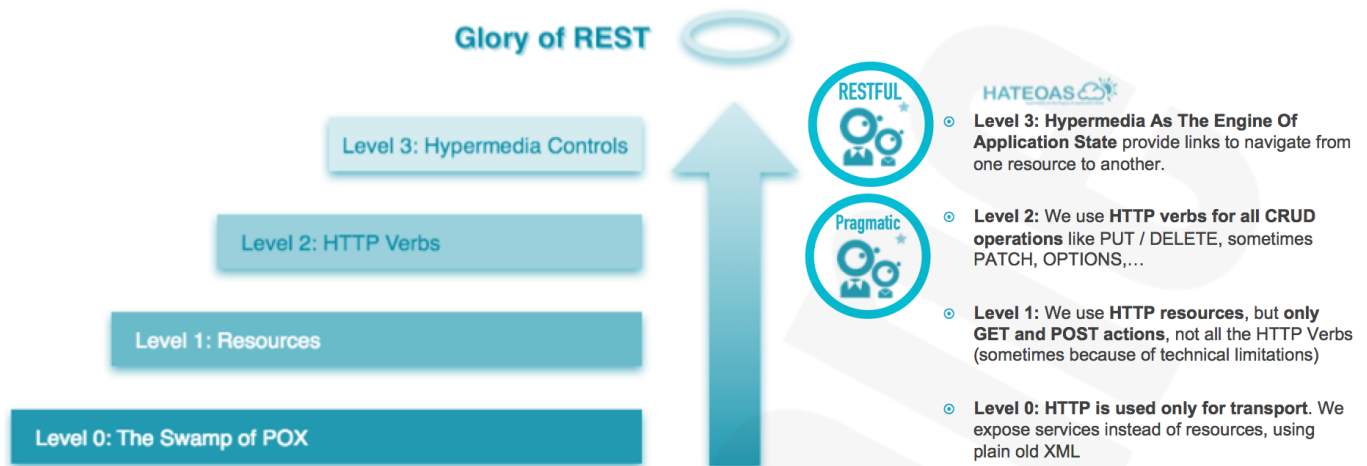 Glory of REST
Level 3: Hypermedia Controls
Level 2: HTTP Verbs
Level 1: Resources
Level 0: The Swamp of POX
RESTFUL
Pragmatic
HATEOAS
Level 3: Hypermedia As The Engine Of
Application State provide links to navigate from
one resource to another.
Level 2: We use HTTP verbs for all CRUD
operations like PUT / DELETE, sometimes
PATCH, OPTIONS,…
Level 1: We use HTTP resources, but only
GET and POST actions, not all the HTTP Verbs
(sometimes because of technical limitations)
Level 0: HTTP is used only for transport. We
expose services instead of resources, using
plain old XML